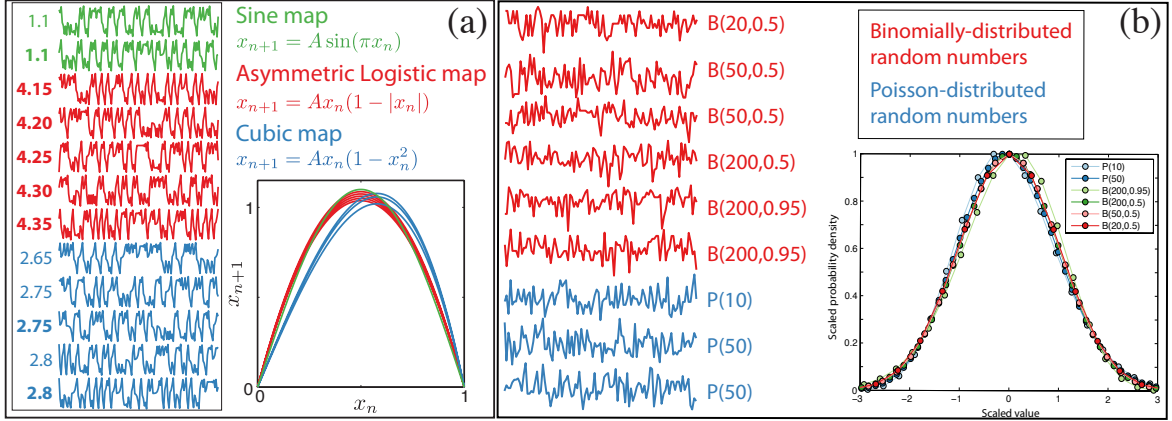 (a)
1.1
1.1
4.15
4.20
4.25
4.30
4.35
2.65
2.75
2.75
2.8
2.8
Sine map
x_{n+1} = A sin(πx_n)
Asymmetric Logistic map
x_{n+1} = Ax_n(1 − |x_n|)
Cubic map
x_{n+1} = Ax_n(1 − x_n^2)
1
x_{n+1}
0
0
x_n
1
(b)
B(20,0.5)
B(50,0.5)
B(50,0.5)
B(200,0.5)
B(200,0.95)
B(200,0.95)
P(10)
P(50)
P(50)
Binomially-distributed
random numbers
Poisson-distributed
random numbers
P(10)
P(50)
B(200,0.95)
B(200,0.5)
B(50,0.5)
B(20,0.5)
Scaled probability density
1
0.8
0.6
0.4
0.2
0
−3 −2 −1 0 1 2 3
Scaled value